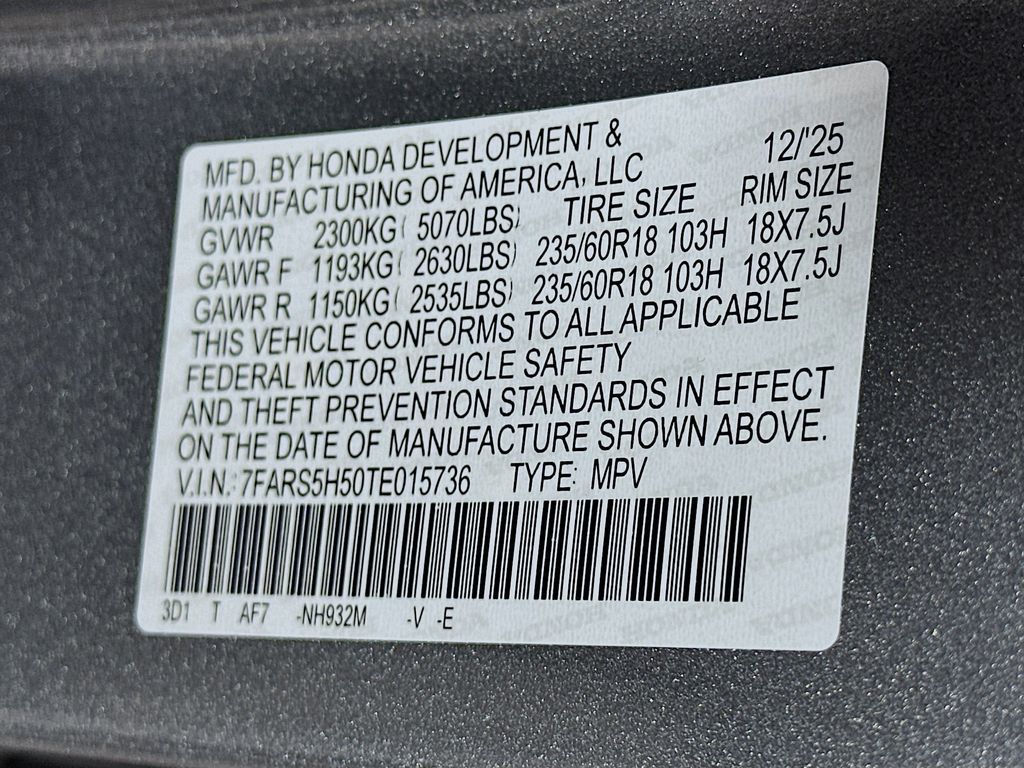 MFD. BY HONDA DEVELOPMENT & 12/'25
MANUFACTURING OF AMERICA, LLC
GVWR 2300KG( 5070LBS) TIRE SIZE RIM SIZE
GAWR F 1193KG( 2630LBS) 235/60R18 103H 18X7.5J
GAWR R 1150KG( 2535LBS) 235/60R18 103H 18X7.5J
THIS VEHICLE CONFORMS TO ALL APPLICABLE
FEDERAL MOTOR VEHICLE SAFETY
AND THEFT PREVENTION STANDARDS IN EFFECT
ON THE DATE OF MANUFACTURE SHOWN ABOVE.
V.I.N.: 7FARS5H50TE015736 TYPE: MPV
3D1 T AF7 -NH932M -V -E